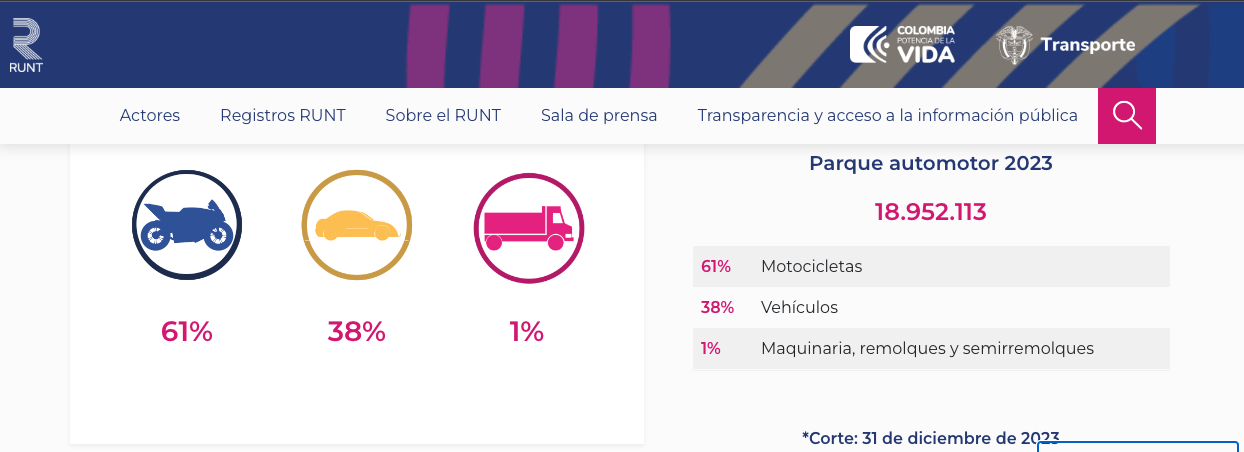 RUNT
COLOMBIA
POTENCIA DE LA
VIDA
Transporte
Actores
Registros RUNT
Sobre el RUNT
Sala de prensa
Transparencia y acceso a la información pública
61%
38%
1%
Parque automotor 2023
18.952.113
61% Motocicletas
38% Vehículos
1% Maquinaria, remolques y semirremolques
*Corte: 31 de diciembre de 2023